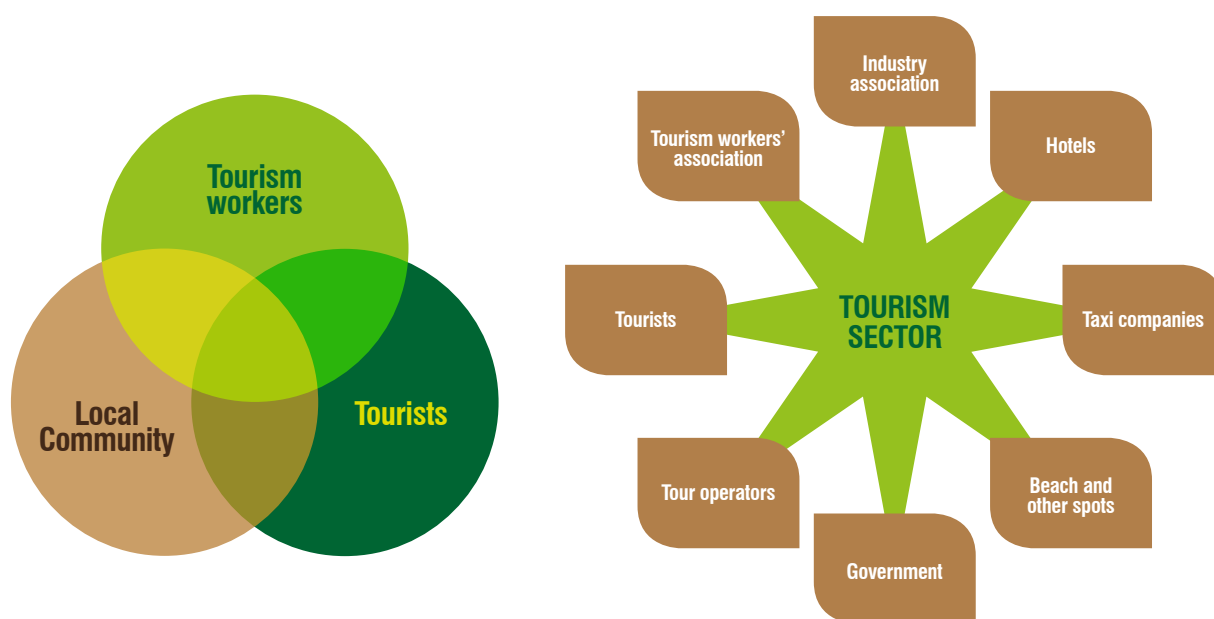 Tourism
workers
Local
Community
Tourists
Industry
association
Tourism workers’
association
Hotels
Tourists
TOURISM
SECTOR
Taxi companies
Tour operators
Beach and
other spots
Government